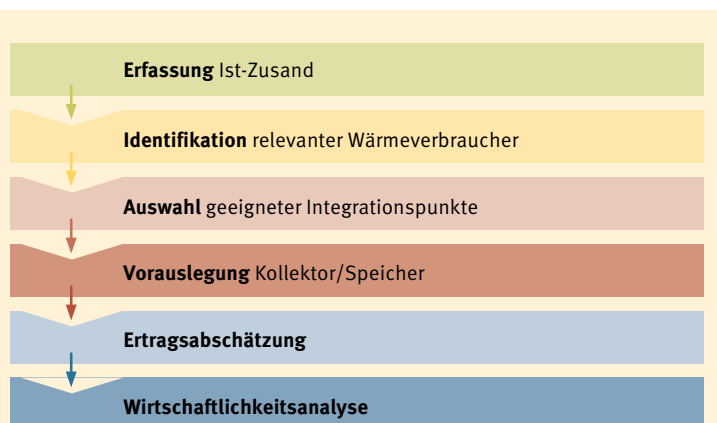 Erfassung Ist-Zusand
Identifikation relevanter Wärmeverbraucher
Auswahl geeigneter Integrationspunkte
Vorauslegung Kollektor/Speicher
Ertragsabschätzung
Wirtschaftlichkeitsanalyse